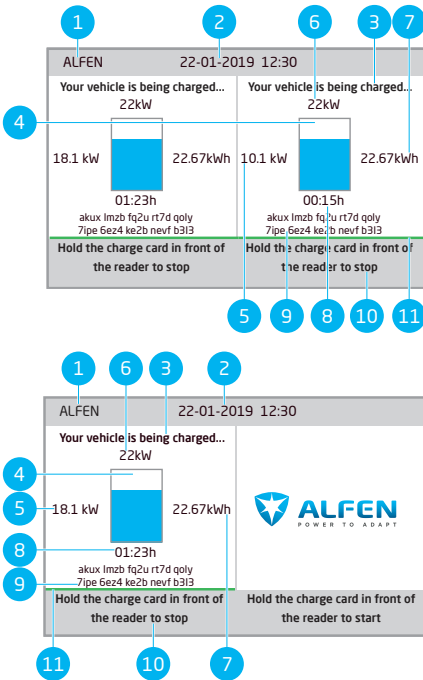 1 2 6 3 7
ALFEN 22-01-2019 12:30
Your vehicle is being charged... Your vehicle is being charged...
22kW 22kW
4
18.1 kW 22.67kWh 10.1 kW 22.67kWh
01:23h 00:15h
akux lmzb fq2u rt7d qoly akux lmzb fq2u rt7d qoly
7ipe 6ez4 ke2b nevf b3l3 7ipe 6ez4 ke2b nevf b3l3
Hold the charge card in front of Hold the charge card in front of
the reader to stop the reader to stop
5 9 8 10 11
1 6 3 2
ALFEN 22-01-2019 12:30
Your vehicle is being charged...
22kW
4
5 18.1 kW 22.67kWh ALFEN
POWER TO ADAPT
8 01:23h
akux lmzb fq2u rt7d qoly
9 7ipe 6ez4 ke2b nevf b3l3
Hold the charge card in front of Hold the charge card in front of
the reader to stop the reader to start
11 10 7